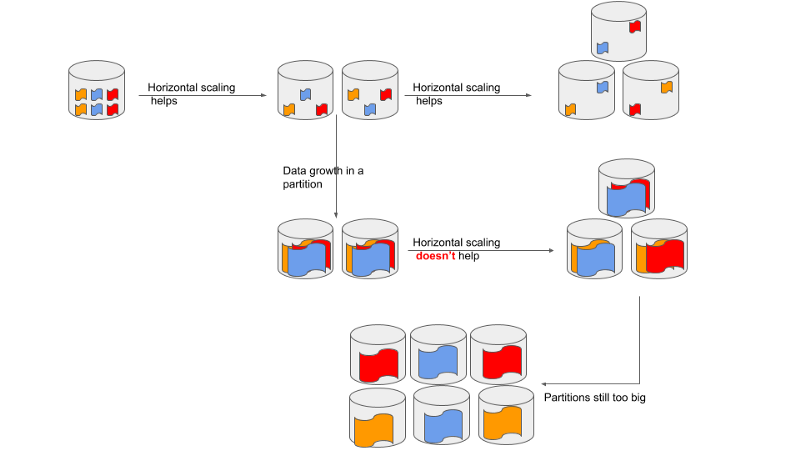 Horizontal scaling
helps
Horizontal scaling
helps
Data growth in a
partition
Horizontal scaling
doesn't help
Partitions still too big